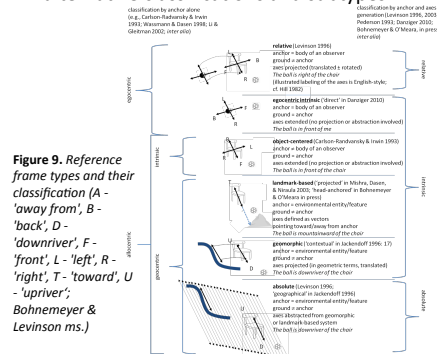 classification by anchor alone
(e.g., Carlson-Radvansky & Irwin
1993; Wassmann & Dasen 1998; Li &
Gleitman 2002; inter alia)
classification by anchor and axes
generation (Levinson 1996, 2003
Pederson 1993; Danziger 2010;
Bohnemeyer & O'Meara, in press
inter alia)
egocentric
intrinsic
allocentric
geocentric
relative (Levinson 1996)
anchor = body of an observer
ground ≠ anchor
axes projected (translated ± rotated)
The ball is right of the chair
(illustrated labeling of the axes is English-style;
cf. Hill 1982)
egocentric intrinsic ('direct' in Danziger 2010)
anchor = body of an observer
ground = anchor
axes extended (no projection or abstraction involved)
The ball is in front of me
object-centered (Carlson-Radvansky & Irwin 1993)
anchor ≠ body of an observer
ground = anchor
axes extended (no projection or abstraction involved)
The ball is in front of the chair
landmark-based ('projected' in Mishra, Dasen,
& Niraula 2003; 'head-anchored' in Bohnemeyer
& O'Meara in press)
anchor = environmental entity/feature
ground ≠ anchor
axes defined as vectors
pointing toward/away from anchor
The ball is mountainward of the chair
geomorphic ('contextual' in Jackendoff 1996: 17)
anchor = environmental entity/feature
ground ≠ anchor
axes projected (in geometric terms, translated)
The ball is downriver of the chair
absolute (Levinson 1996;
'geographical' in Jackendoff 1996)
anchor = environmental entity/feature
ground ≠ anchor
axes abstracted from geomorphic
or landmark-based system
The ball is downriver of the chair
relative
intrinsic
absolute
Figure 9. Reference
frame types and their
classification (A -
'away from', B -
'back', D -
'downriver', F -
'front', L - 'left', R -
'right', T - 'toward', U
- 'upriver';
Bohnemeyer &
Levinson ms.)